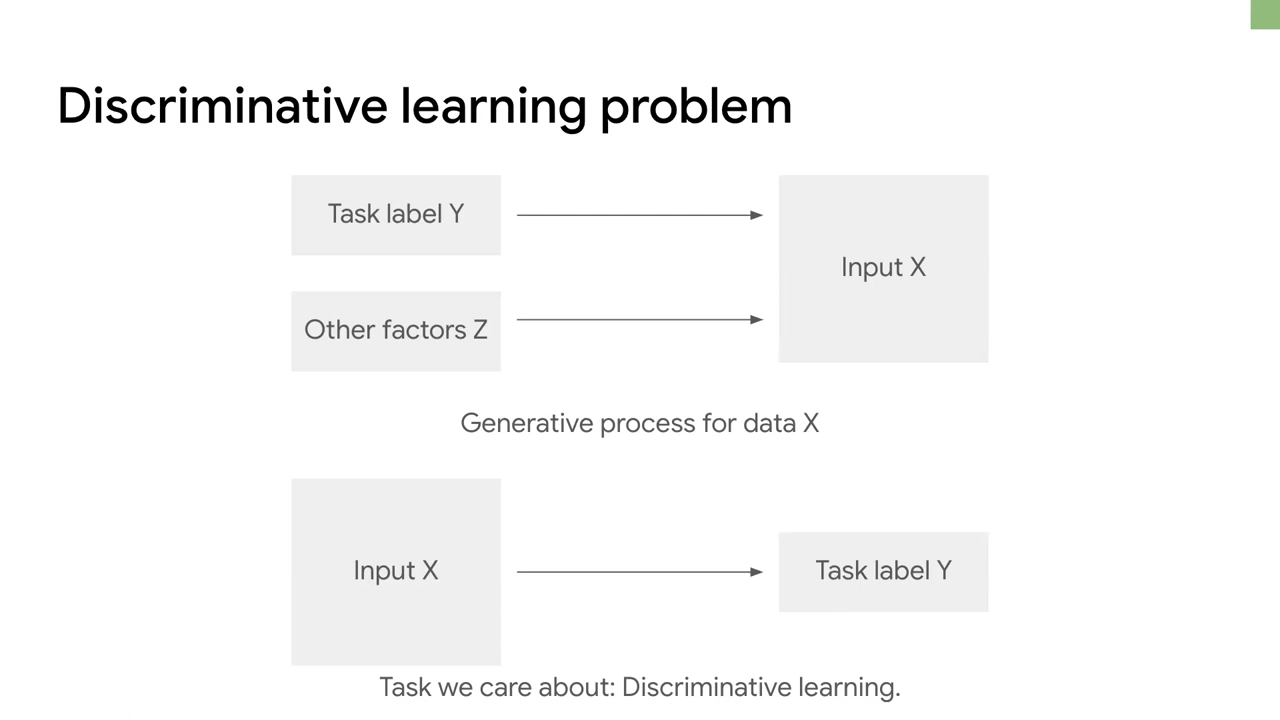 Discriminative learning problem
Task label Y
Input X
Other factors Z
Generative process for data X
Input X
Task label Y
Task we care about: Discriminative learning.